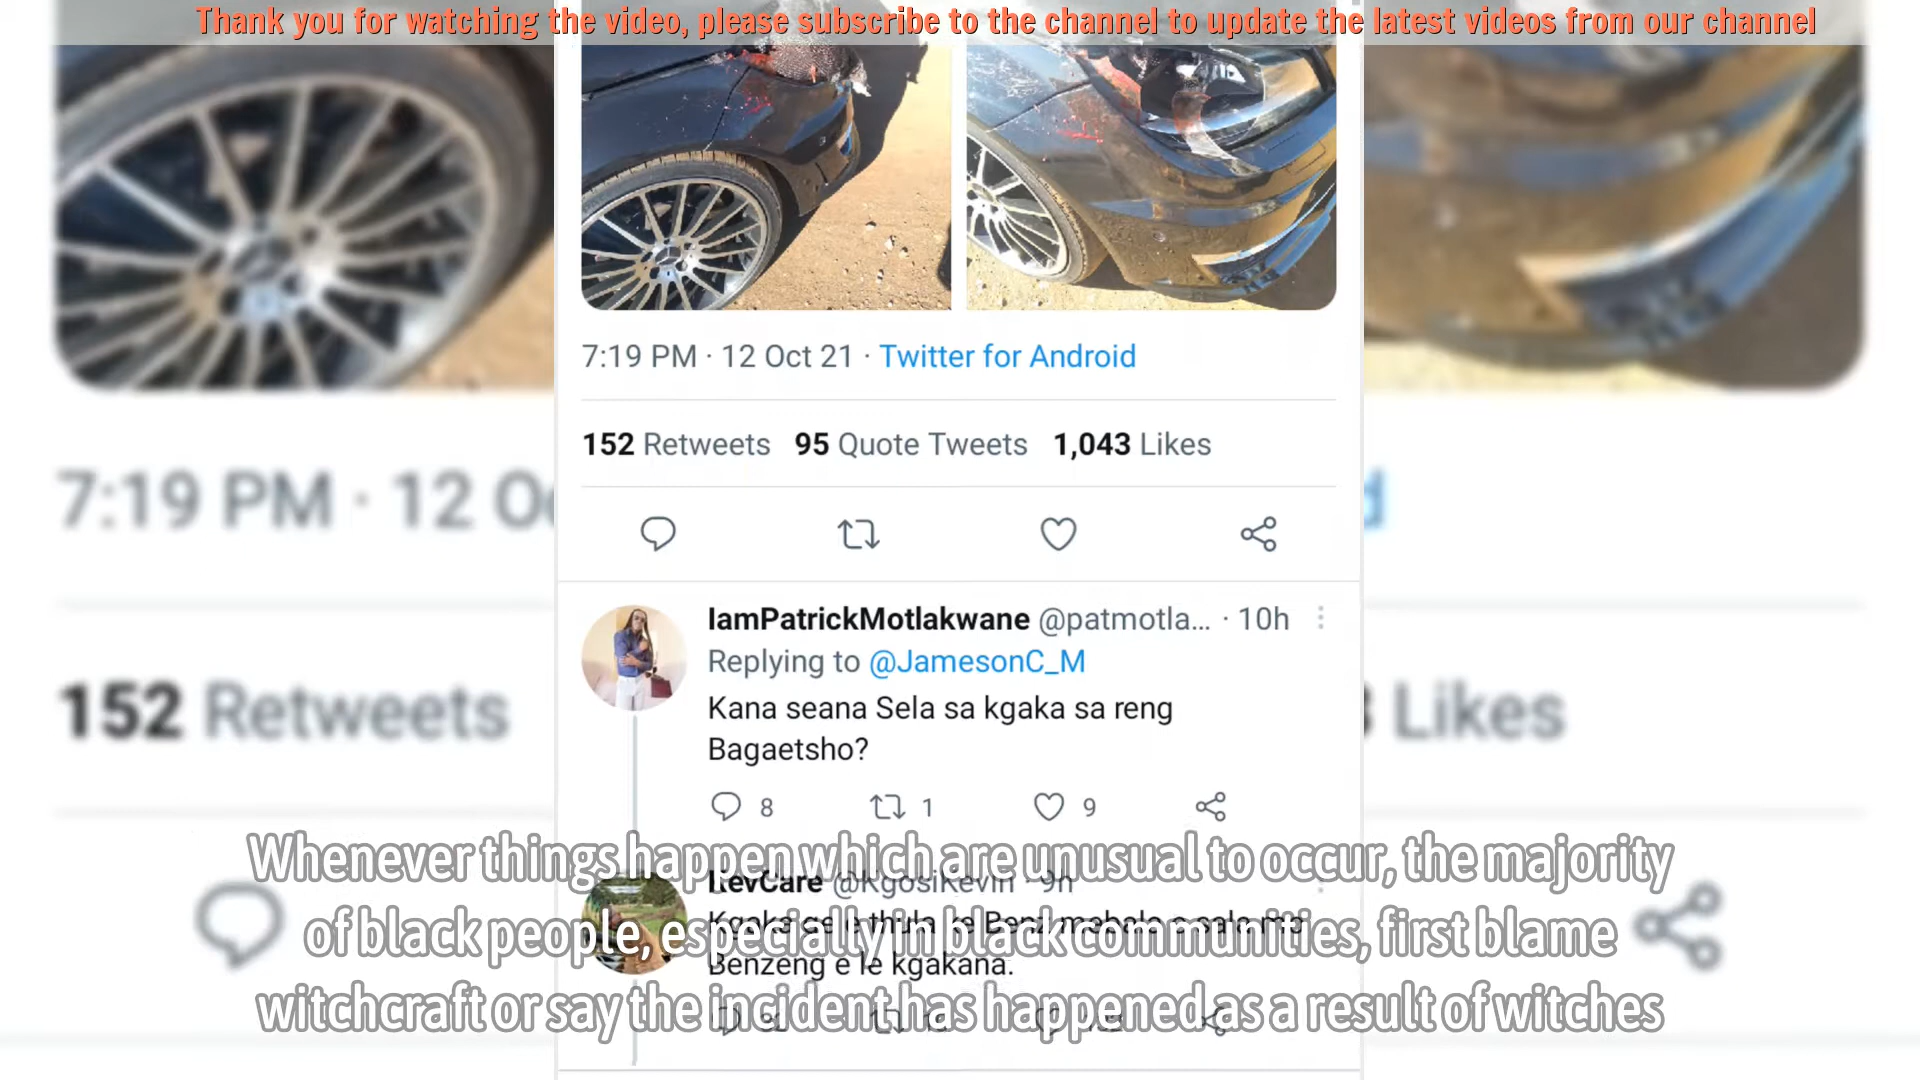 Thank you for watching the video, please subscribe to the channel to update the latest videos from our channel
7:19 PM · 12 Oct 21 · Twitter for Android
152 Retweets 95 Quote Tweets 1,043 Likes
IamPatrickMotlakwane @patmotla... · 10h
Replying to @JamesonC_M
Kana seana Sela sa kgaka sa reng
Bagaetsho?
8 1 9
KevCare @KgosiKevin · 9h
Benzeng e le kgakana.
Whenever things happen which are unusual to occur, the majority
of black people, especially in black communities, first blame
witchcraft or say the incident has happened as a result of witches
7:19 PM · 12
152 Retweets
Likes